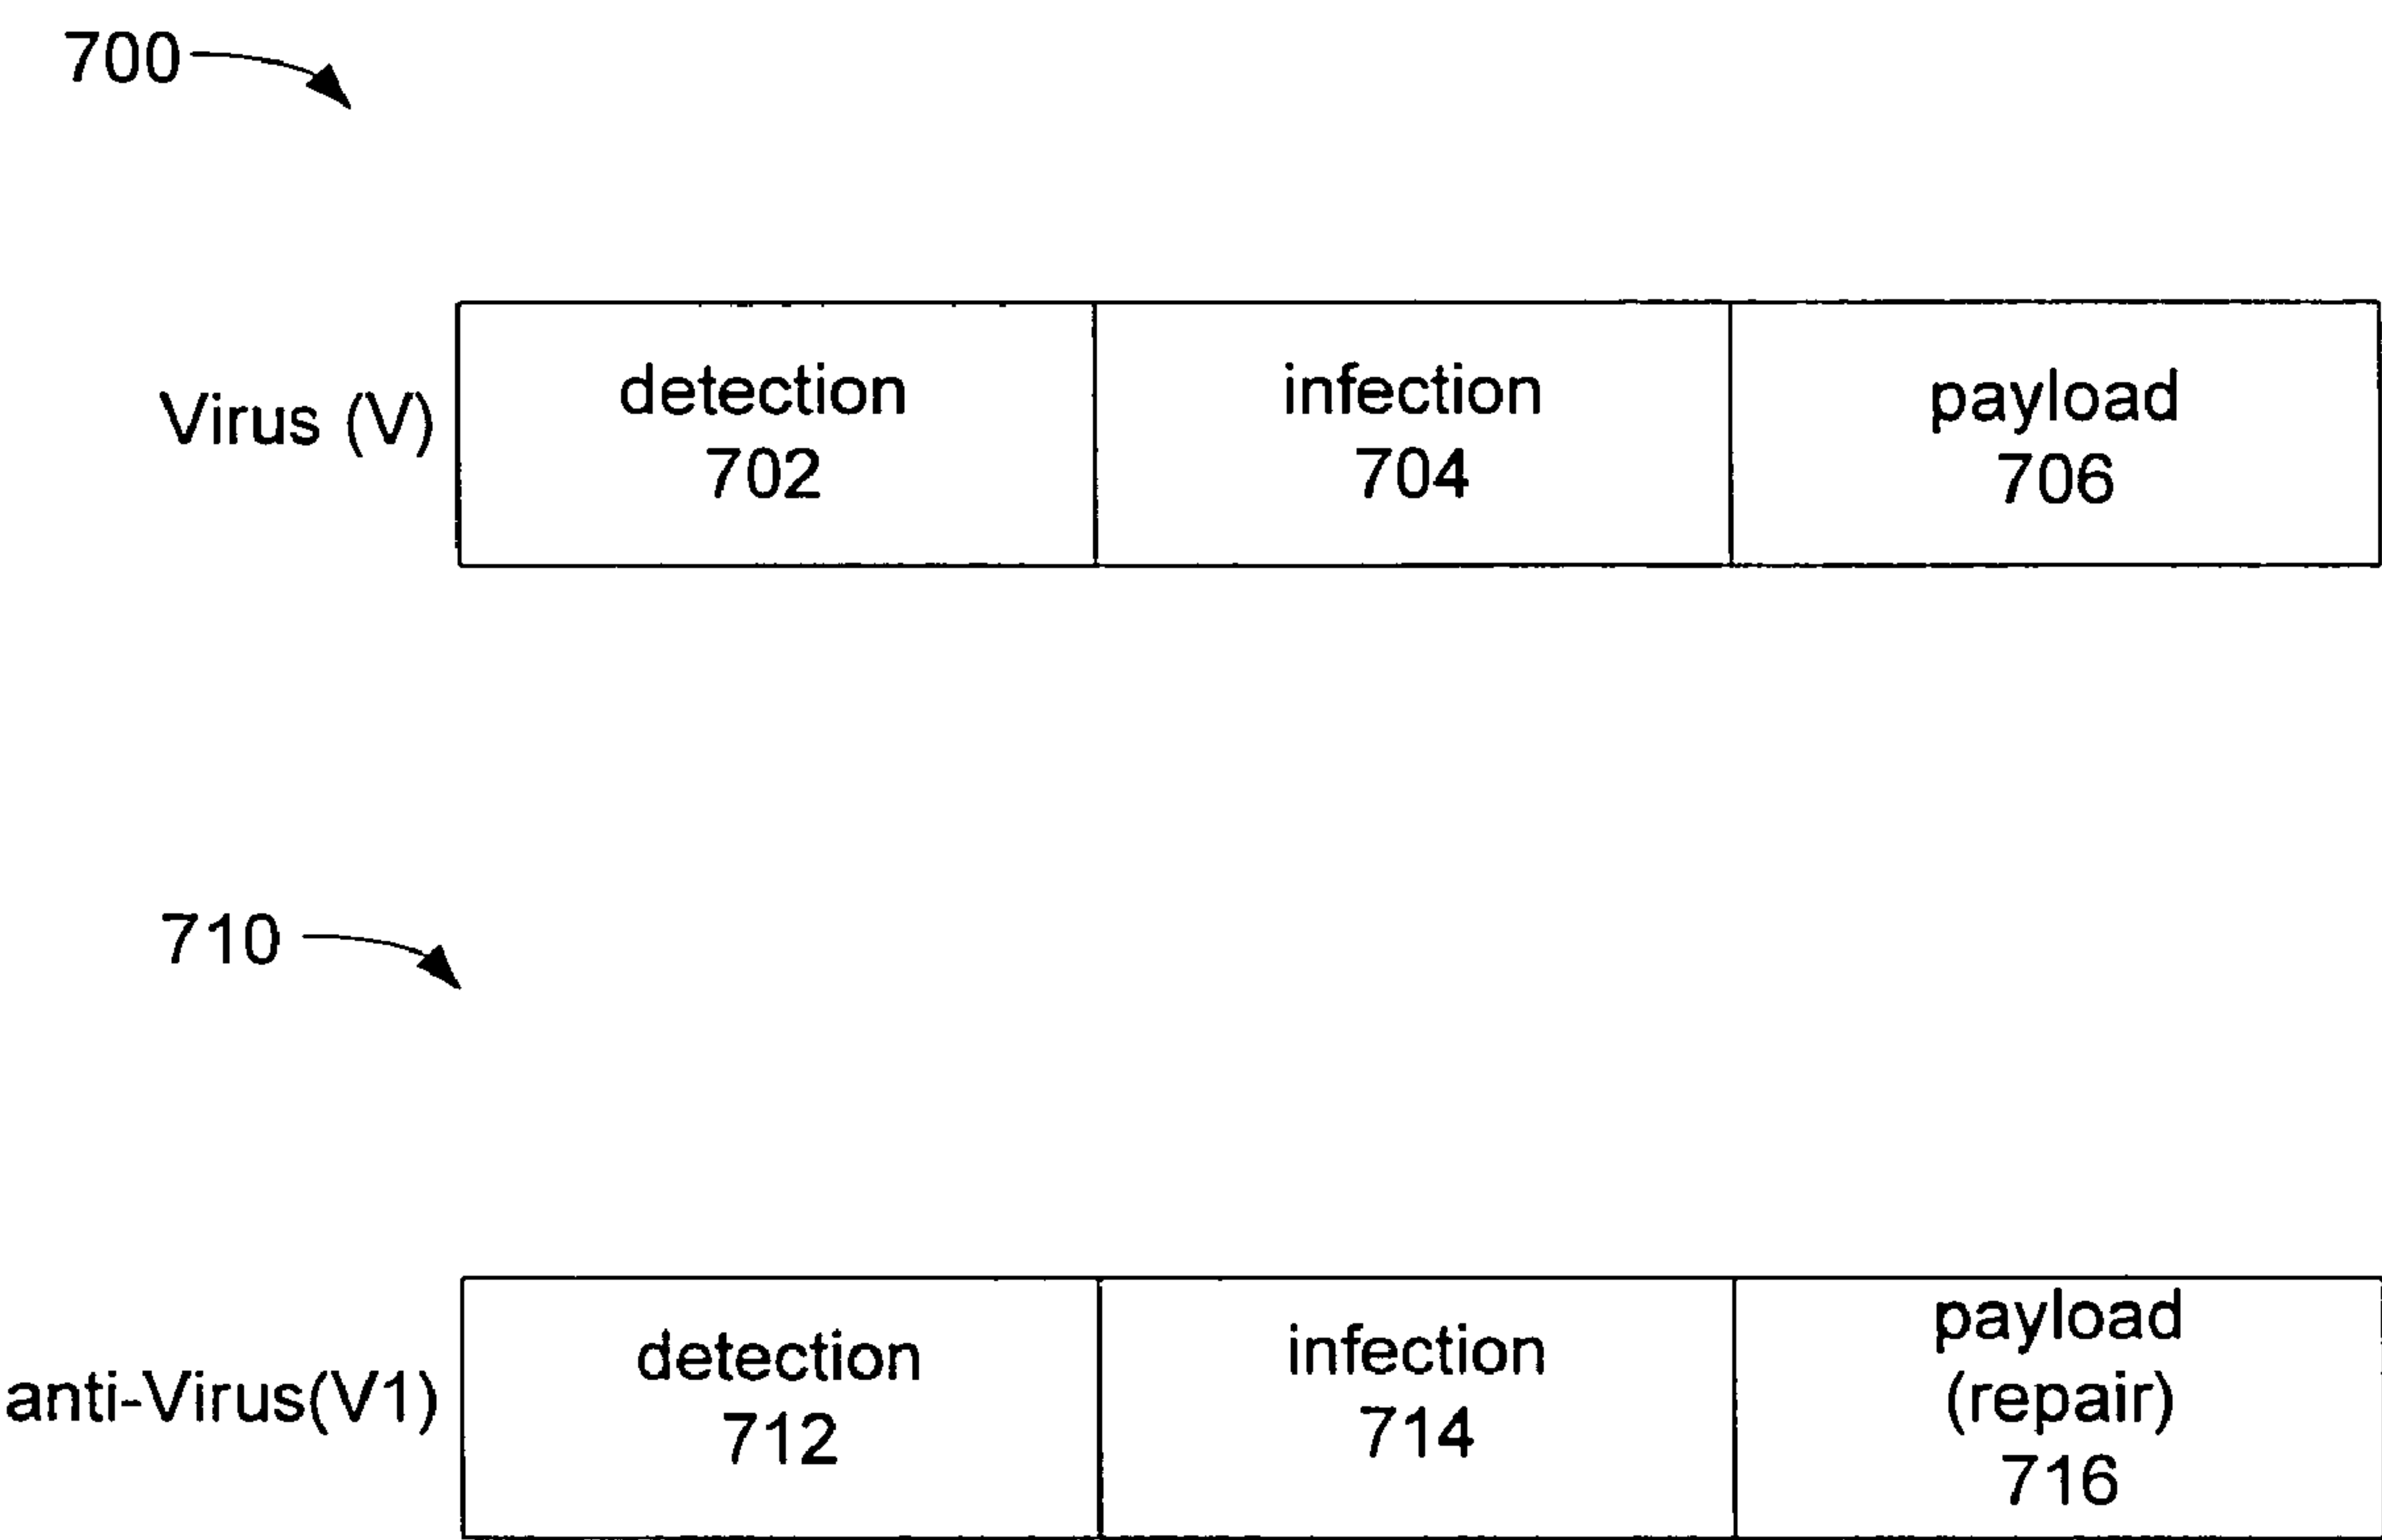 700
Virus (V)
detection
702
infection
704
payload
706
710
anti-Virus(V1)
detection
712
infection
714
payload
(repair)
716